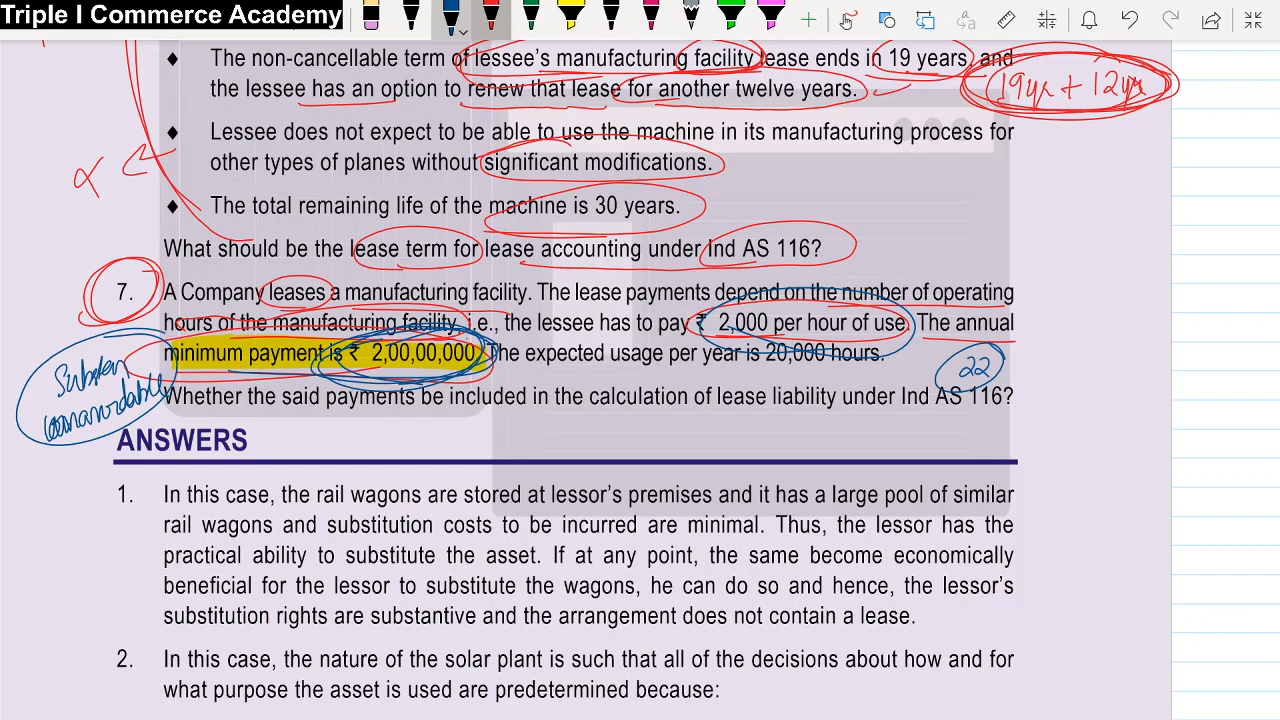 Triple I Commerce Academy
♦ The non-cancellable term of lessee's manufacturing facility lease ends in 19 years, and
the lessee has an option to renew that lease for another twelve years.
19yr + 12yr
♦ Lessee does not expect to be able to use the machine in its manufacturing process for
other types of planes without significant modifications.
♦ The total remaining life of the machine is 30 years.
What should be the lease term for lease accounting under Ind AS 116?
7. A Company leases a manufacturing facility. The lease payments depend on the number of operating
hours of the manufacturing facility, i.e., the lessee has to pay ₹ 2,000 per hour of use. The annual
minimum payment is ₹ 2,00,00,000. The expected usage per year is 20,000 hours.
22
Whether the said payments be included in the calculation of lease liability under Ind AS 116?
ANSWERS
1. In this case, the rail wagons are stored at lessor's premises and it has a large pool of similar
rail wagons and substitution costs to be incurred are minimal. Thus, the lessor has the
practical ability to substitute the asset. If at any point, the same become economically
beneficial for the lessor to substitute the wagons, he can do so and hence, the lessor's
substitution rights are substantive and the arrangement does not contain a lease.
2. In this case, the nature of the solar plant is such that all of the decisions about how and for
what purpose the asset is used are predetermined because: